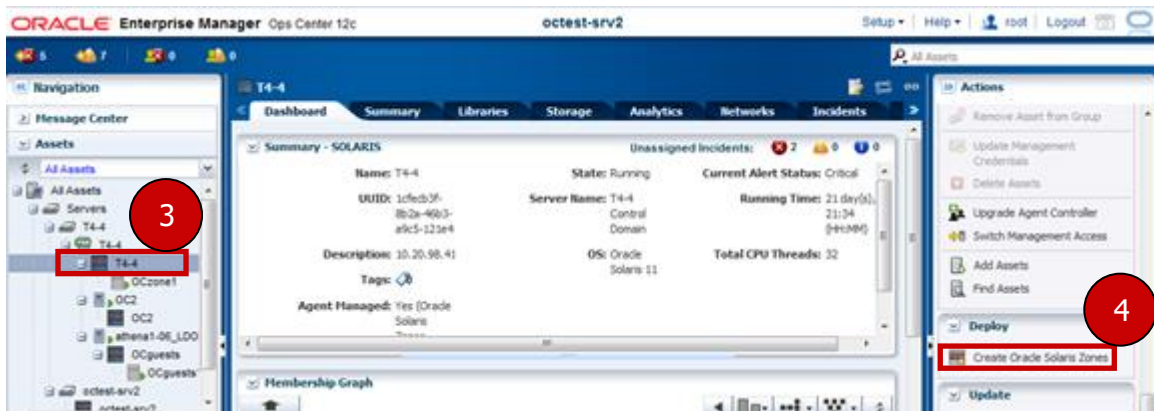 ORACLE Enterprise Manager Ops Center 12c
octest-srv2
Setup Help root Logout
5 7 0 0
All Assets
Navigation
Message Center
Assets
All Assets
All Assets
Servers
T4-4
T4-4
T4-4
OCzone1
OC2
OC2
athena1-06_LDO
OCguests
OCguests
octest-srv2
octest-srv2
3
T4-4
Dashboard Summary Libraries Storage Analytics Networks Incidents
Summary - SOLARIS
Unassigned Incidents: 2 0 0
Name: T4-4
State: Running
Current Alert Status: Critical
UUID:
Server Name: T4-4 Control Domain
Running Time: 21 day(s), 21:34 (HH:MM)
Description: 10.20.98.41
OS: Oracle Solaris 11
Total CPU Threads: 32
Tags:
Agent Managed: Yes (Oracle
Solaris
Membership Graph
Actions
Remove Asset from Group
Update Management Credentials
Delete Assets
Upgrade Agent Controller
Switch Management Access
Add Assets
Find Assets
4
Deploy
Create Oracle Solaris Zones
Update